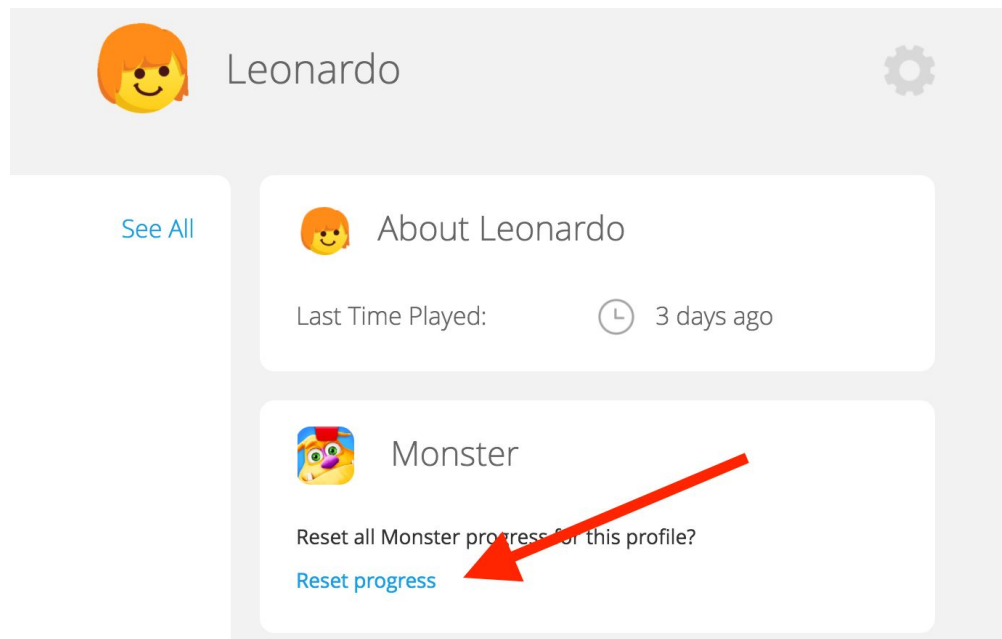 Leonardo
See All
About Leonardo
Last Time Played: 3 days ago
Monster
Reset all Monster progress for this profile?
Reset progress